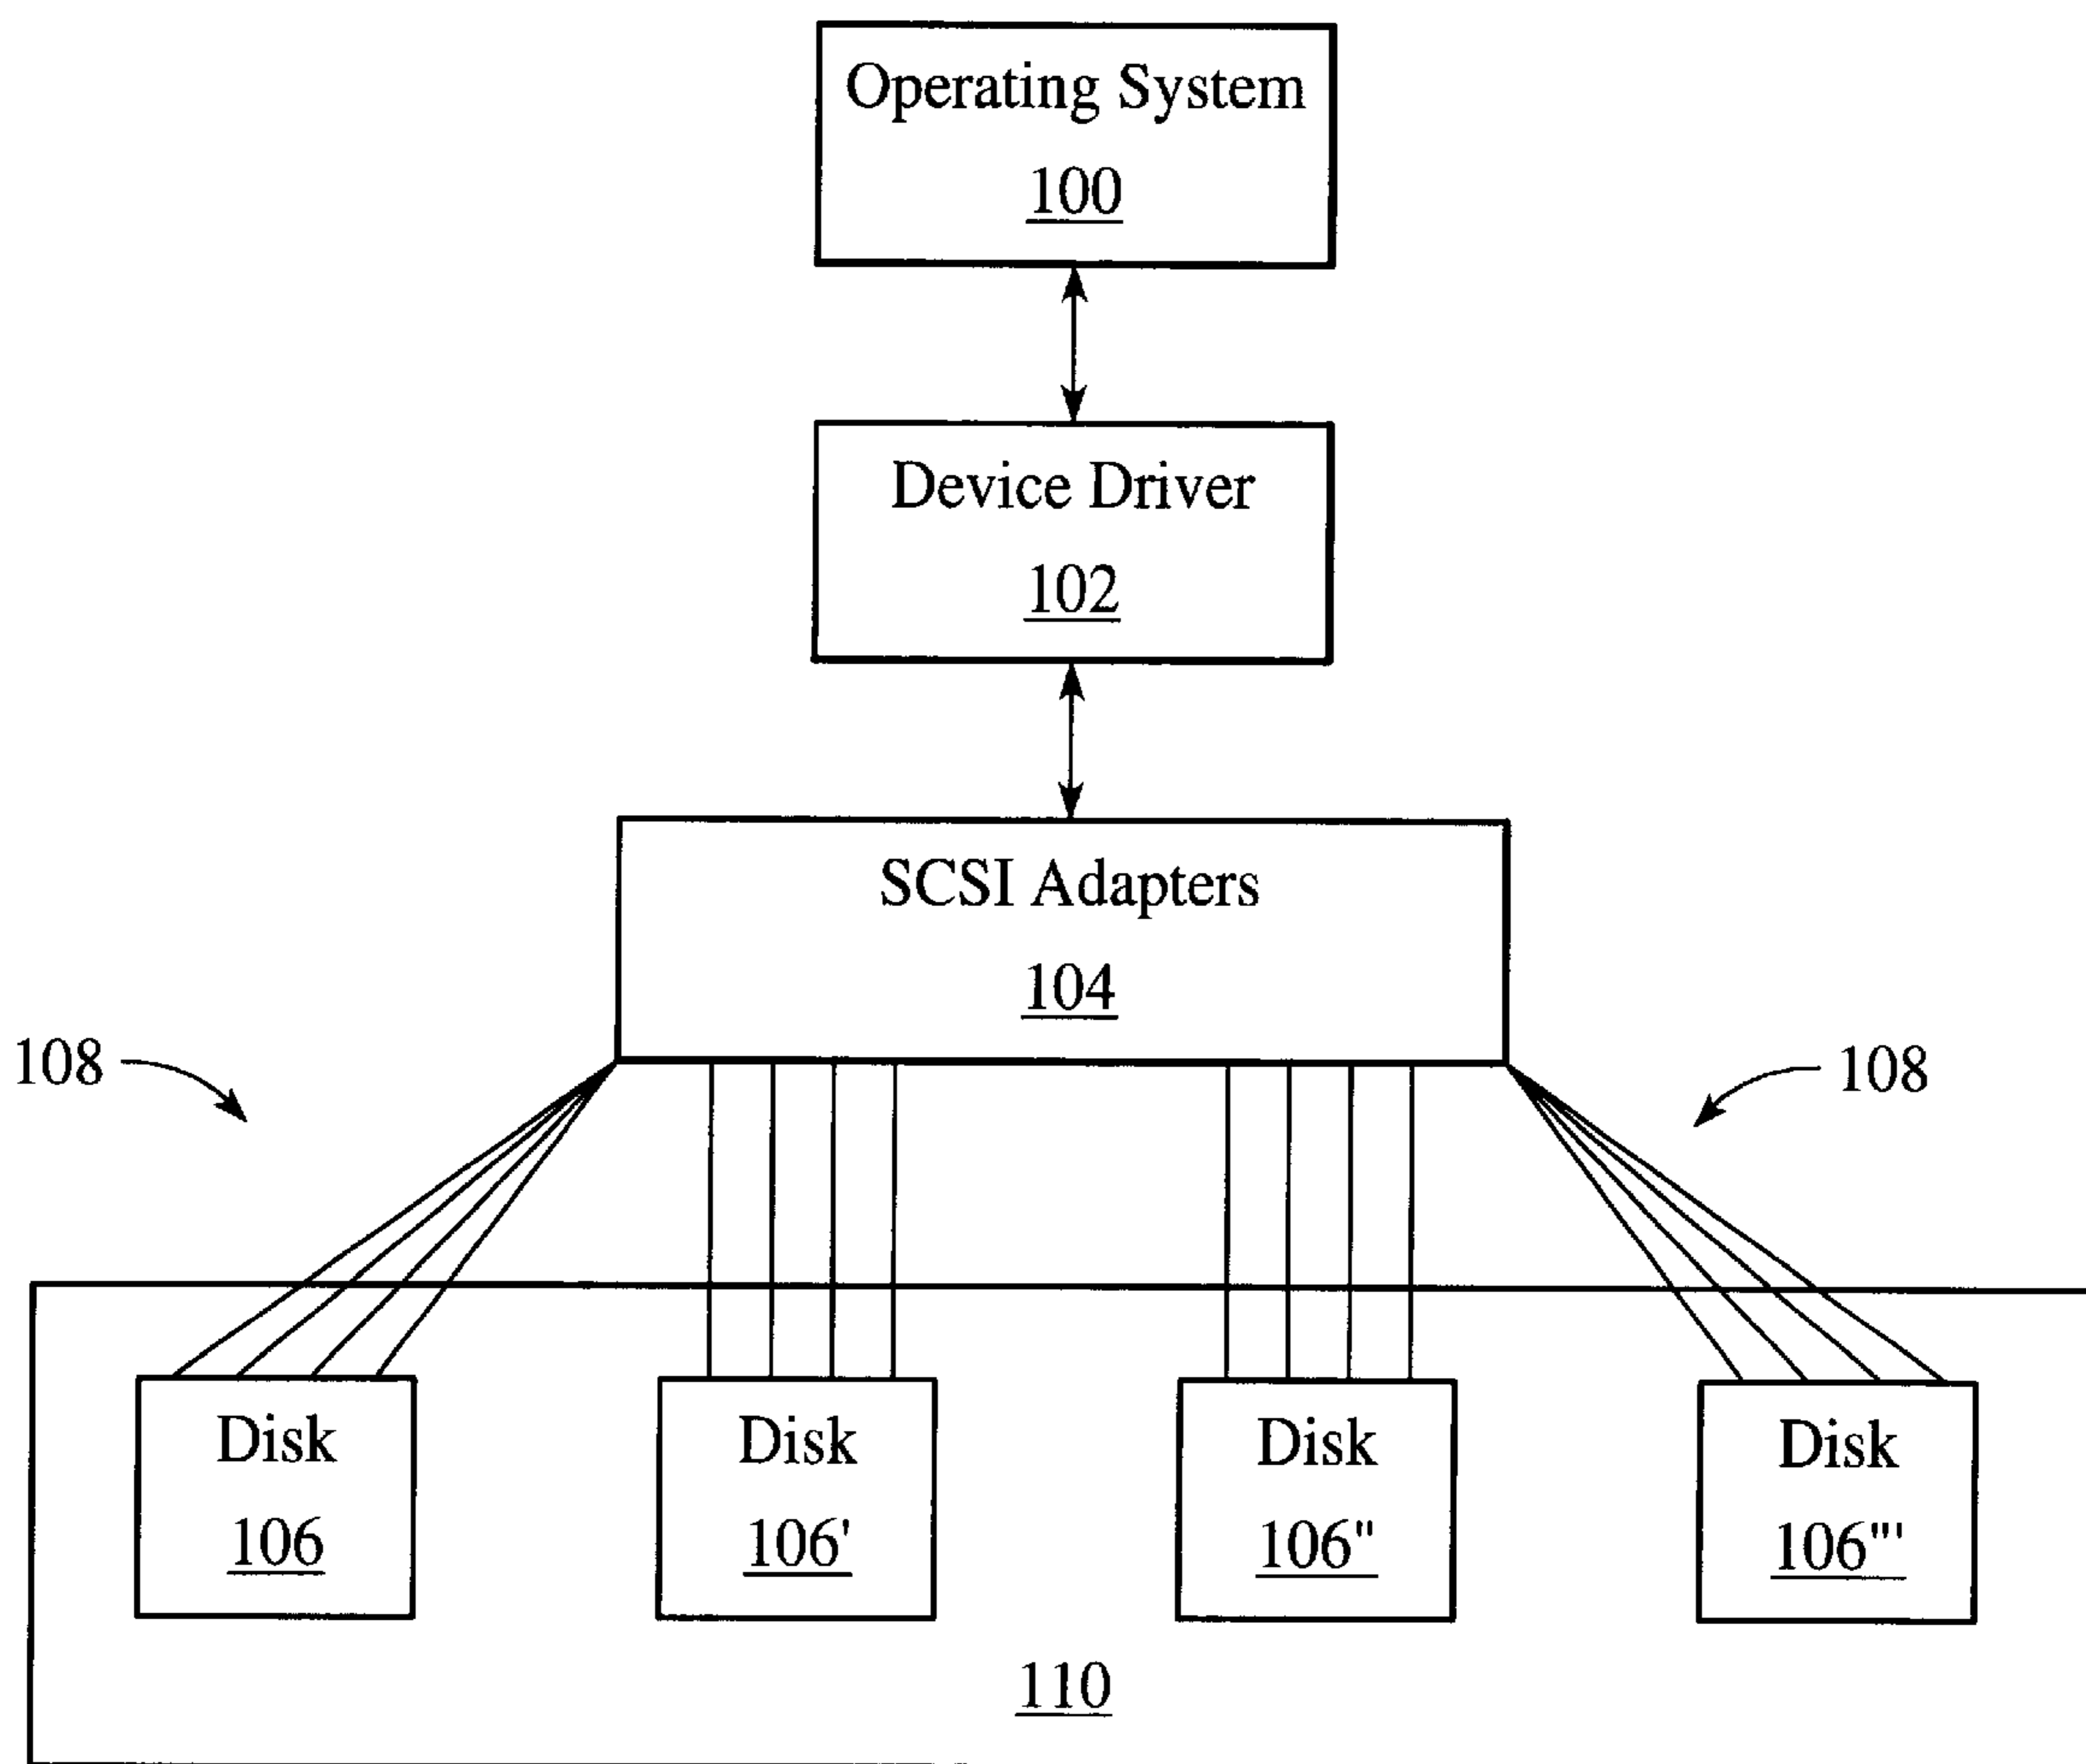 Operating System
100
Device Driver
102
SCSI Adapters
104
108
108
Disk
106
Disk
106'
Disk
106"
Disk
106"'
110